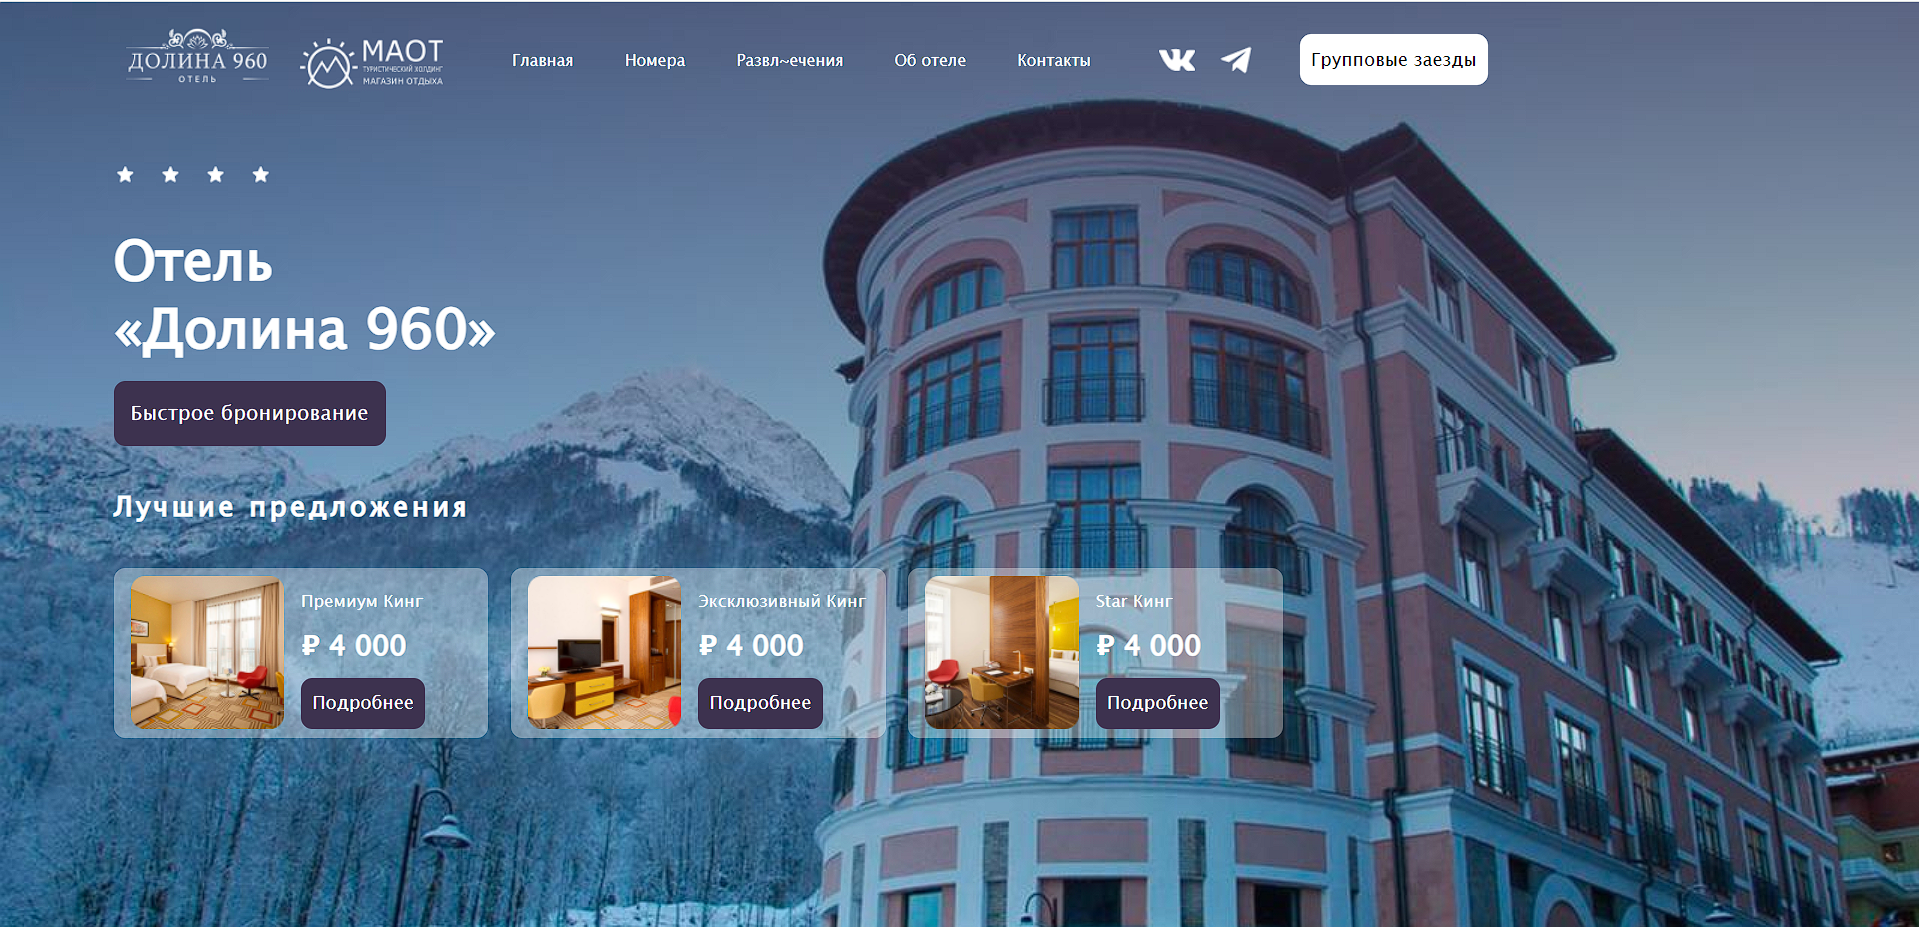 ДОЛИНА 960
ОТЕЛЬ
МАОТ
ТУРИСТИЧЕСКИЙ ХОЛДИНГ
МАГАЗИН ОТДЫХА
Главная
Номера
Развл~ечения
Об отеле
Контакты
Групповые заезды
Отель
«Долина 960»
Быстрое бронирование
Лучшие предложения
Премиум Кинг
₽ 4 000
Подробнее
Эксклюзивный Кинг
₽ 4 000
Подробнее
Star Кинг
₽ 4 000
Подробнее